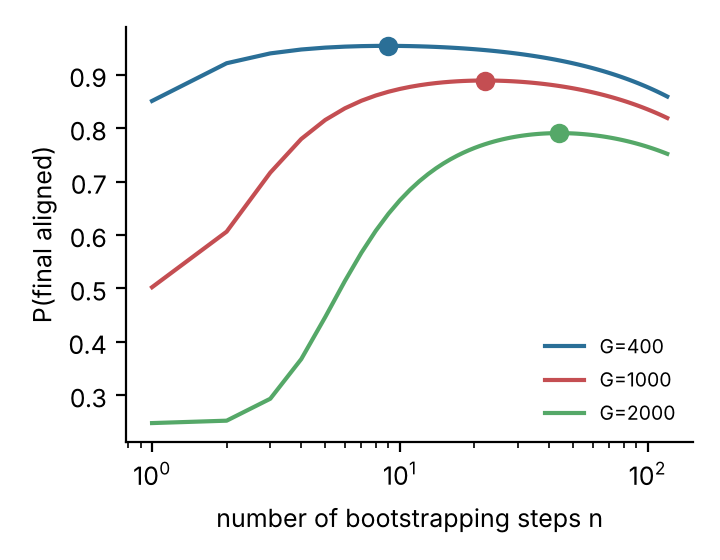 P(final aligned)
0.9
0.8
0.7
0.6
0.5
0.4
0.3
G=400
G=1000
G=2000
10⁰
10¹
10²
number of bootstrapping steps n